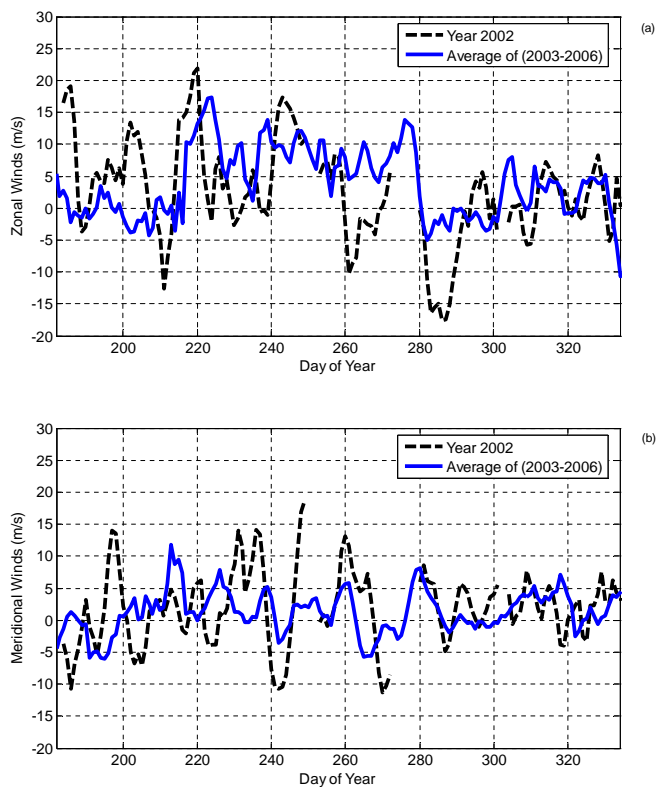 (a)
30
25
20
15
10
5
0
-5
-10
-15
-20
Zonal Winds (m/s)
Year 2002
Average of (2003-2006)
200 220 240 260 280 300 320
Day of Year
(b)
30
25
20
15
10
5
0
-5
-10
-15
-20
Meridional Winds (m/s)
Year 2002
Average of (2003-2006)
200 220 240 260 280 300 320
Day of Year